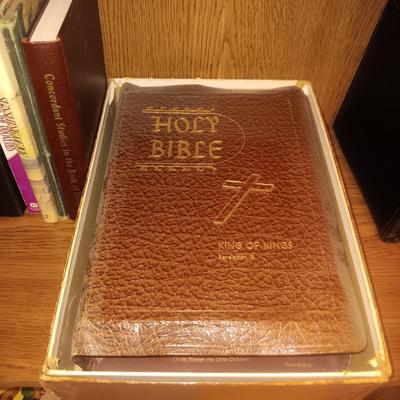 Concordant Studies in the Book of
HOLY
BIBLE
KING OF KINGS
Revelation 19
Christ Blesses the Little Children